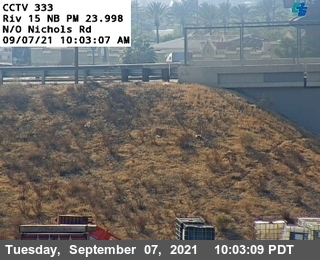 CCTV 333
Riv 15 NB PM 23.998
N/O Nichols Rd
09/07/21 10:03:07 AM
Tuesday, September 07, 2021 10:03:09 PDT